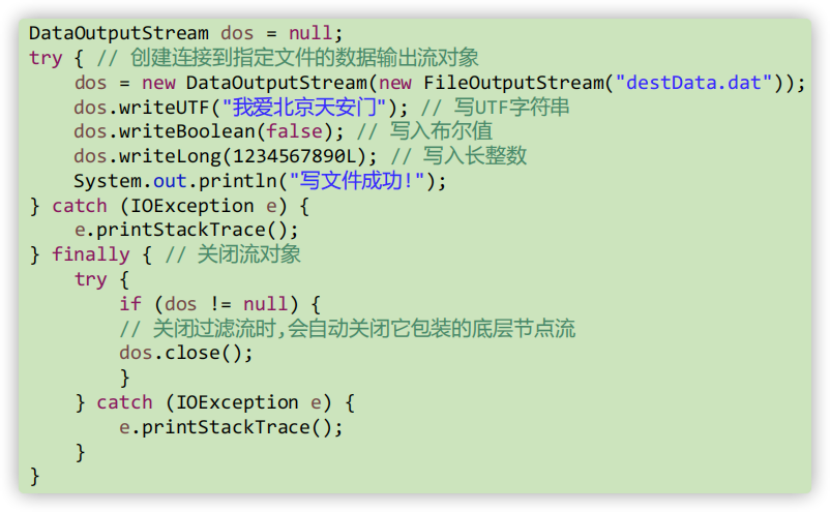 DataOutputStream dos = null;
try { // 创建连接到指定文件的数据输出流对象
    dos = new DataOutputStream(new FileOutputStream("destData.dat"));
    dos.writeUTF("我爱北京天安门"); // 写UTF字符串
    dos.writeBoolean(false); // 写入布尔值
    dos.writeLong(1234567890L); // 写入长整数
    System.out.println("写文件成功!");
} catch (IOException e) {
    e.printStackTrace();
} finally { // 关闭流对象
    try {
        if (dos != null) {
        // 关闭过滤流时,会自动关闭它包装的底层节点流
        dos.close();
        }
    } catch (IOException e) {
        e.printStackTrace();
    }
}